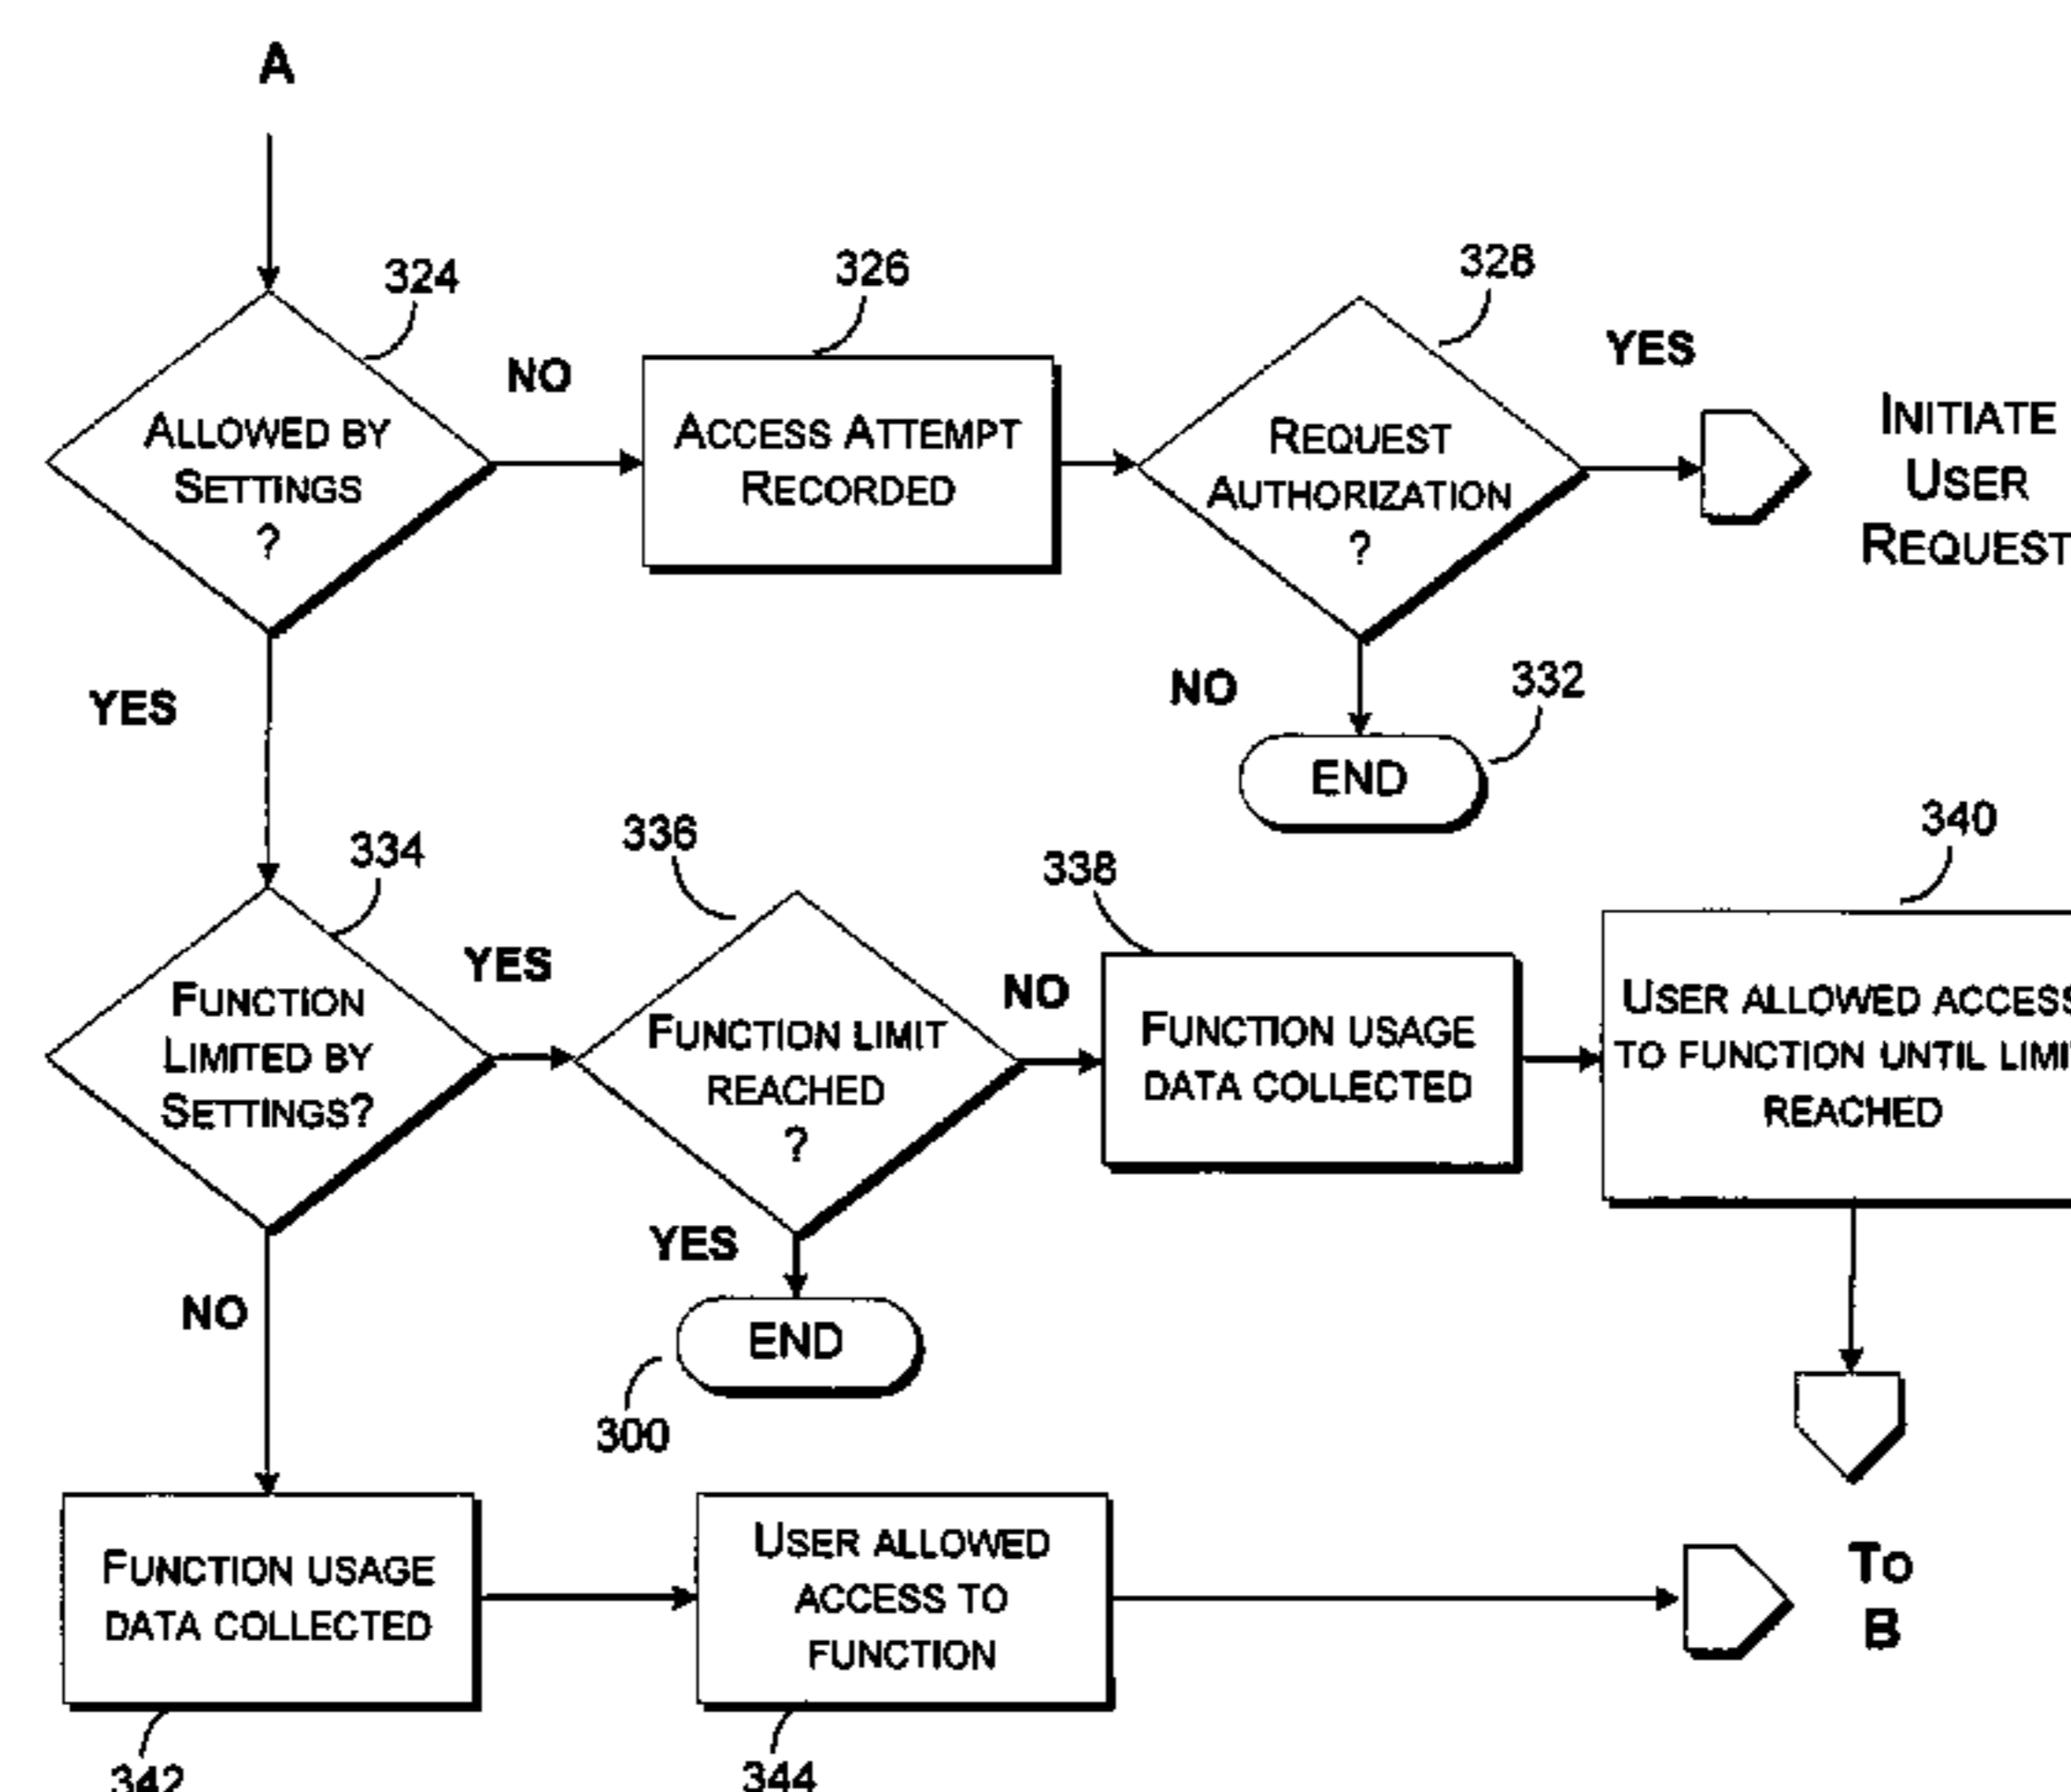 A
324
326
328
NO
YES
ALLOWED BY
SETTINGS
?
ACCESS ATTEMPT
RECORDED
REQUEST
AUTHORIZATION
?
INITIATE
USER
REQUEST
YES
NO
332
END
334
336
338
340
YES
NO
FUNCTION
LIMITED BY
SETTINGS?
FUNCTION LIMIT
REACHED
?
FUNCTION USAGE
DATA COLLECTED
USER ALLOWED ACCESS
TO FUNCTION UNTIL LIMIT
REACHED
YES
NO
END
300
FUNCTION USAGE
DATA COLLECTED
USER ALLOWED
ACCESS TO
FUNCTION
TO
B
342
344